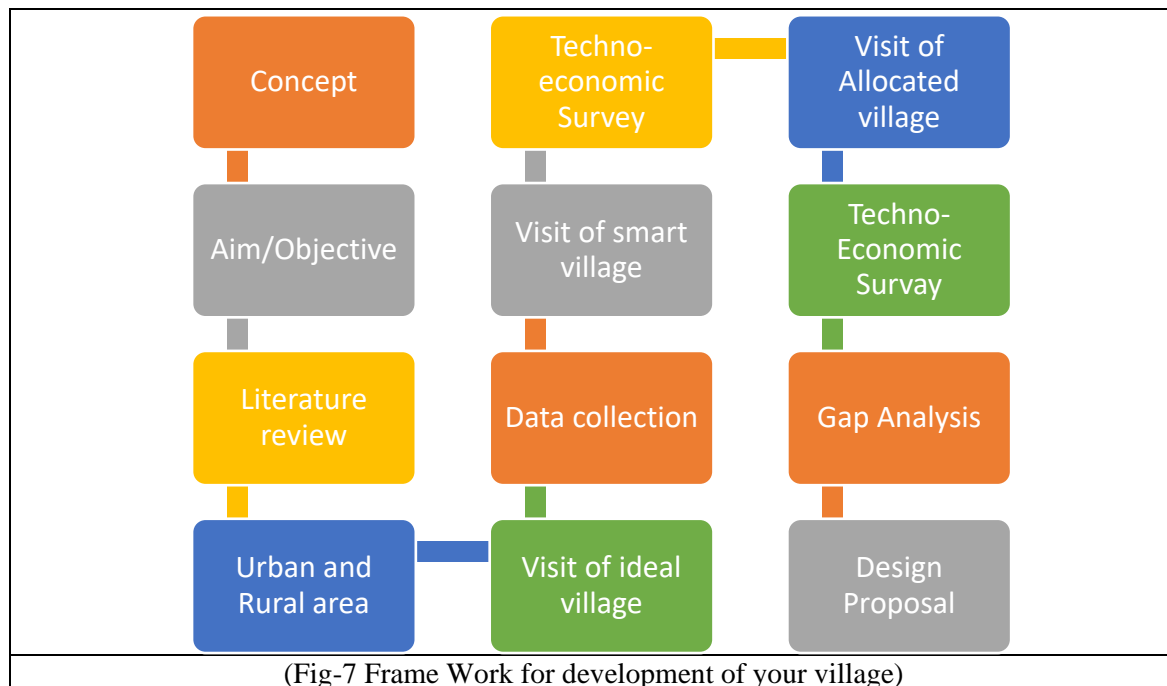 Concept
Aim/Objective
Literature
review
Urban and
Rural area
Visit of ideal
village
Data collection
Visit of smart
village
Techno-
economic
Survey
Visit of
Allocated
village
Techno-
Economic
Survay
Gap Analysis
Design
Proposal
(Fig-7 Frame Work for development of your village)